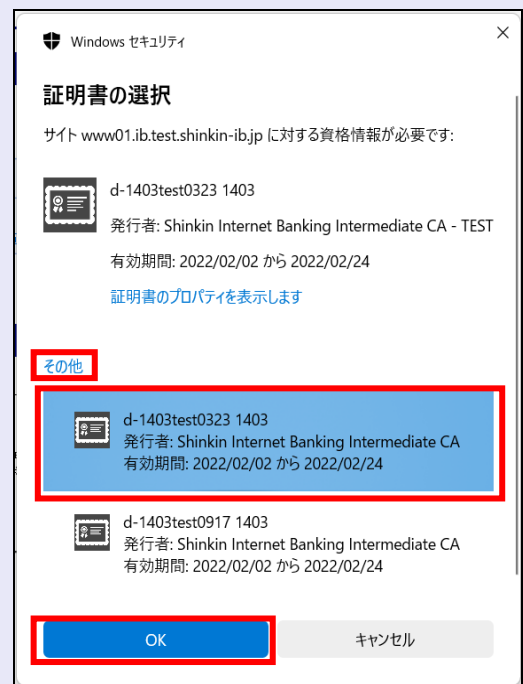 Windows セキュリティ
証明書の選択
サイト www01.ib.test.shinkin-ib.jp に対する資格情報が必要です:
d-1403test0323 1403
発行者: Shinkin Internet Banking Intermediate CA - TEST
有効期間: 2022/02/02 から 2022/02/24
証明書のプロパティを表示します
その他
d-1403test0323 1403
発行者: Shinkin Internet Banking Intermediate CA
有効期間: 2022/02/02 から 2022/02/24
d-1403test0917 1403
発行者: Shinkin Internet Banking Intermediate CA
有効期間: 2022/02/02 から 2022/02/24
OK
キャンセル